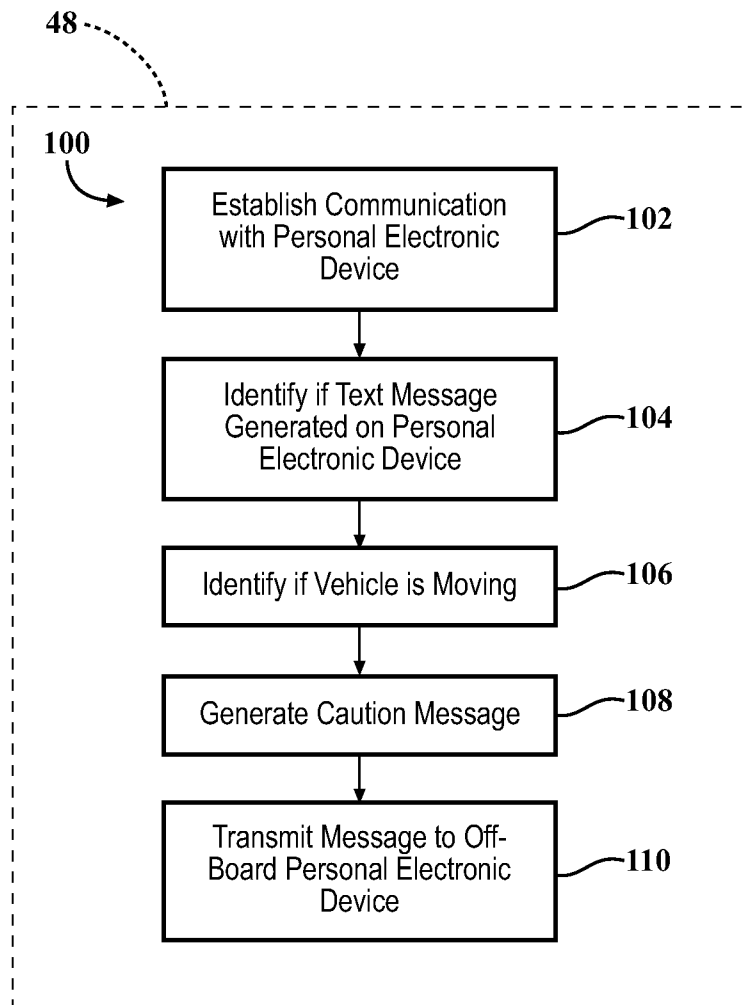 48
100
Establish Communication
with Personal Electronic
Device
102
Identify if Text Message
Generated on Personal
Electronic Device
104
Identify if Vehicle is Moving
106
Generate Caution Message
108
Transmit Message to Off-
Board Personal Electronic
Device
110